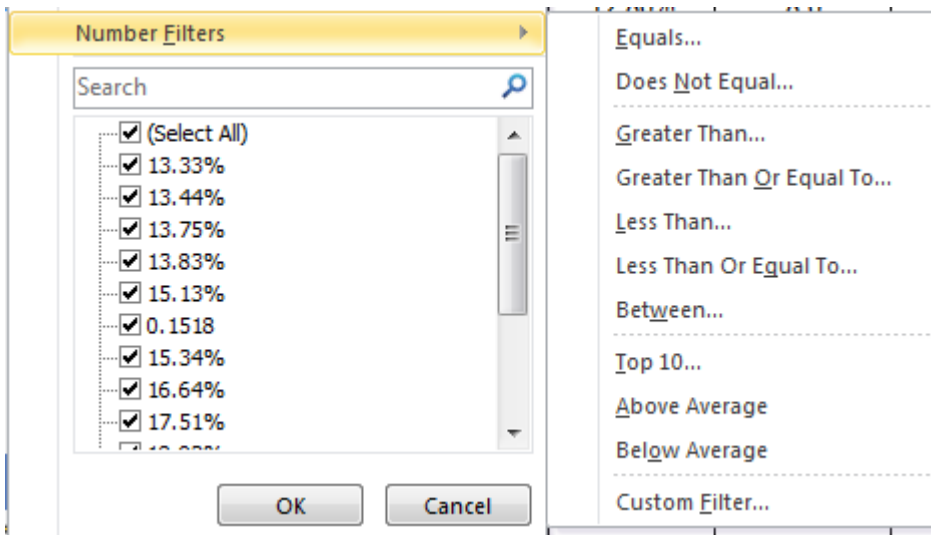 Number Filters
Search
(Select All)
13.33%
13.44%
13.75%
13.83%
15.13%
0.1518
15.34%
16.64%
17.51%
OK
Cancel
Equals...
Does Not Equal...
Greater Than...
Greater Than Or Equal To...
Less Than...
Less Than Or Equal To...
Between...
Top 10...
Above Average
Below Average
Custom Filter...